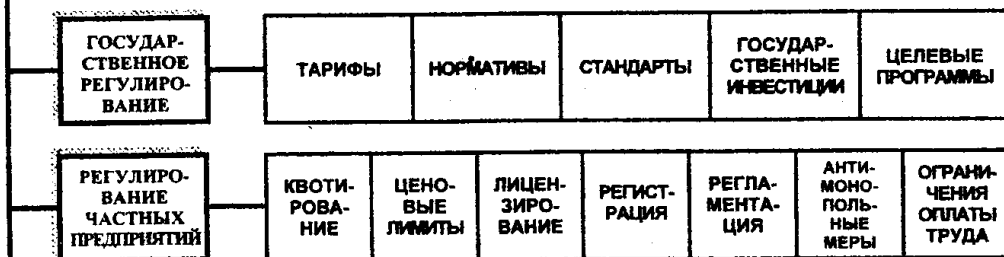 ГОСУДАР-
СТВЕННОЕ
РЕГУЛИРО-
ВАНИЕ
ТАРИФЫ
НОРМАТИВЫ
СТАНДАРТЫ
ГОСУДАР-
СТВЕННЫЕ
ИНВЕСТИЦИИ
ЦЕЛЕВЫЕ
ПРОГРАММЫ
РЕГУЛИРО-
ВАНИЕ
ЧАСТНЫХ
ПРЕДПРИЯТИЙ
КВОТИ-
РОВА-
НИЕ
ЦЕНО-
ВЫЕ
ЛИМИТЫ
ЛИЦЕН-
ЗИРО-
ВАНИЕ
РЕГИСТ-
РАЦИЯ
РЕГЛА-
МЕНТА-
ЦИЯ
АНТИ-
МОНО-
ПОЛЬ-
НЫЕ
МЕРЫ
ОГРАНИ-
ЧЕНИЯ
ОПЛАТЫ
ТРУДА